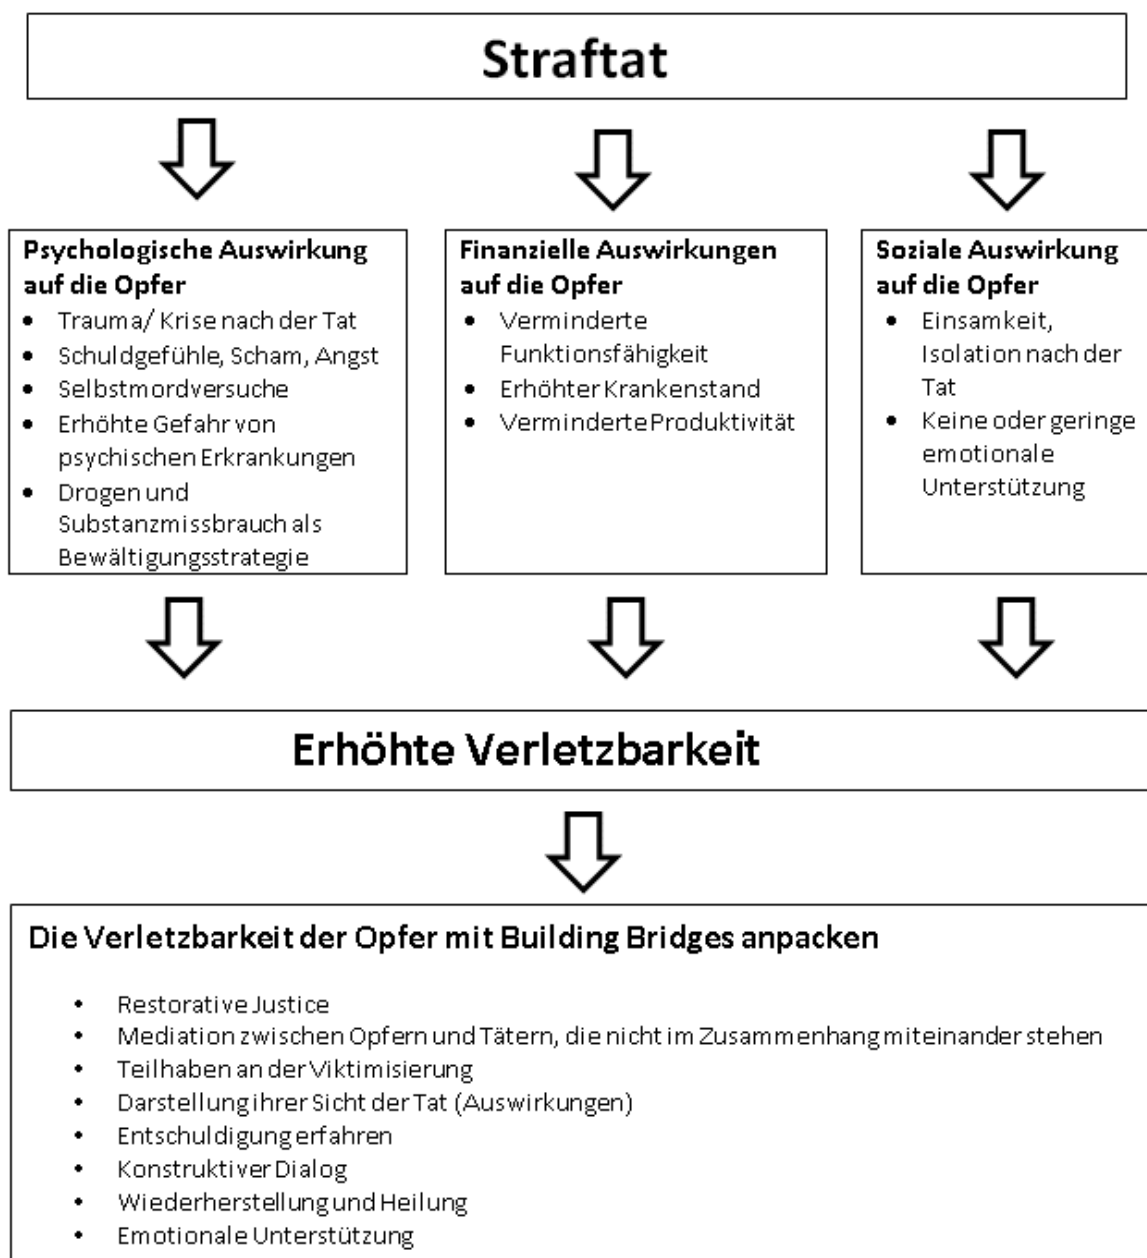 Straftat
Psychologische Auswirkung
auf die Opfer
• Trauma/ Krise nach der Tat
• Schuldgefühle, Scham, Angst
• Selbstmordversuche
• Erhöhte Gefahr von
psychischen Erkrankungen
• Drogen und
Substanzmissbrauch als
Bewältigungsstrategie
Finanzielle Auswirkungen
auf die Opfer
• Verminderte
Funktionsfähigkeit
• Erhöhter Krankenstand
• Verminderte Produktivität
Soziale Auswirkung
auf die Opfer
• Einsamkeit,
Isolation nach der
Tat
• Keine oder geringe
emotionale
Unterstützung
Erhöhte Verletzbarkeit
Die Verletzbarkeit der Opfer mit Building Bridges anpacken
• Restorative Justice
• Mediation zwischen Opfern und Tätern, die nicht im Zusammenhang miteinander stehen
• Teilhaben an der Viktimisierung
• Darstellung ihrer Sicht der Tat (Auswirkungen)
• Entschuldigung erfahren
• Konstruktiver Dialog
• Wiederherstellung und Heilung
• Emotionale Unterstützung